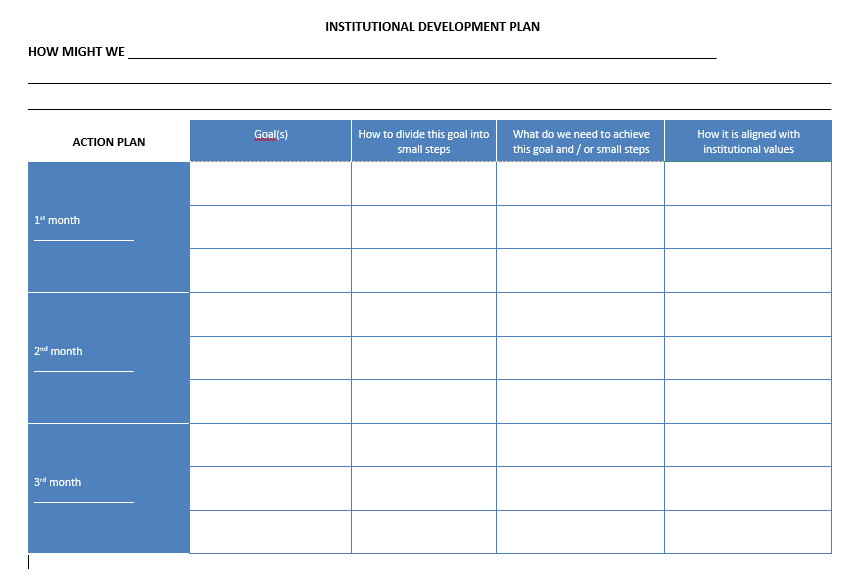 INSTITUTIONAL DEVELOPMENT PLAN
HOW MIGHT WE
ACTION PLAN
Goal(s)
How to divide this goal into
small steps
What do we need to achieve
this goal and / or small steps
How it is aligned with
institutional values
1st month
2nd month
3rd month